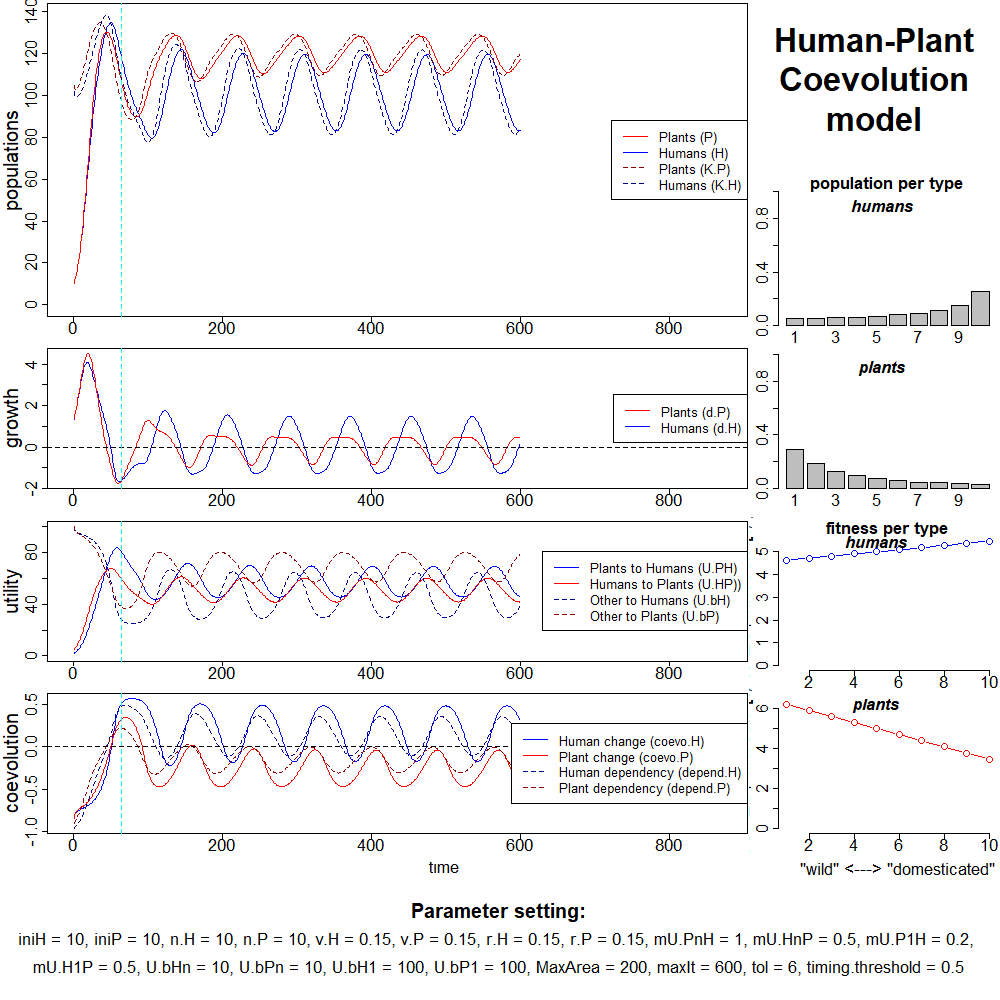 Human-Plant
Coevolution
model
populations
0
20
40
60
80
100
120
140
0
200
400
600
800
Plants (P)
Humans (H)
Plants (K.P)
Humans (K.H)
growth
-2
0
2
4
0
200
400
600
800
Plants (d.P)
Humans (d.H)
utility
0
40
80
0
200
400
600
800
Plants to Humans (U.PH)
Humans to Plants (U.HP))
Other to Humans (U.bH)
Other to Plants (U.bP)
coevolution
-1.0
-0.5
0.0
0.5
0
200
400
600
800
time
Human change (coevo.H)
Plant change (coevo.P)
Human dependency (depend.H)
Plant dependency (depend.P)
population per type
humans
0.0
0.4
0.8
1
3
5
7
9
plants
0.0
0.4
0.8
1
3
5
7
9
fitness per type
humans
0
1
2
3
4
5
2
4
6
8
10
plants
0
2
4
6
2
4
6
8
10
"wild" <---> "domesticated"
Parameter setting:
iniH = 10, iniP = 10, n.H = 10, n.P = 10, v.H = 0.15, v.P = 0.15, r.H = 0.15, r.P = 0.15, mU.PnH = 1, mU.HnP = 0.5, mU.P1H = 0.2,
mU.H1P = 0.5, U.bHn = 10, U.bPn = 10, U.bH1 = 100, U.bP1 = 100, MaxArea = 200, maxIt = 600, tol = 6, timing.threshold = 0.5